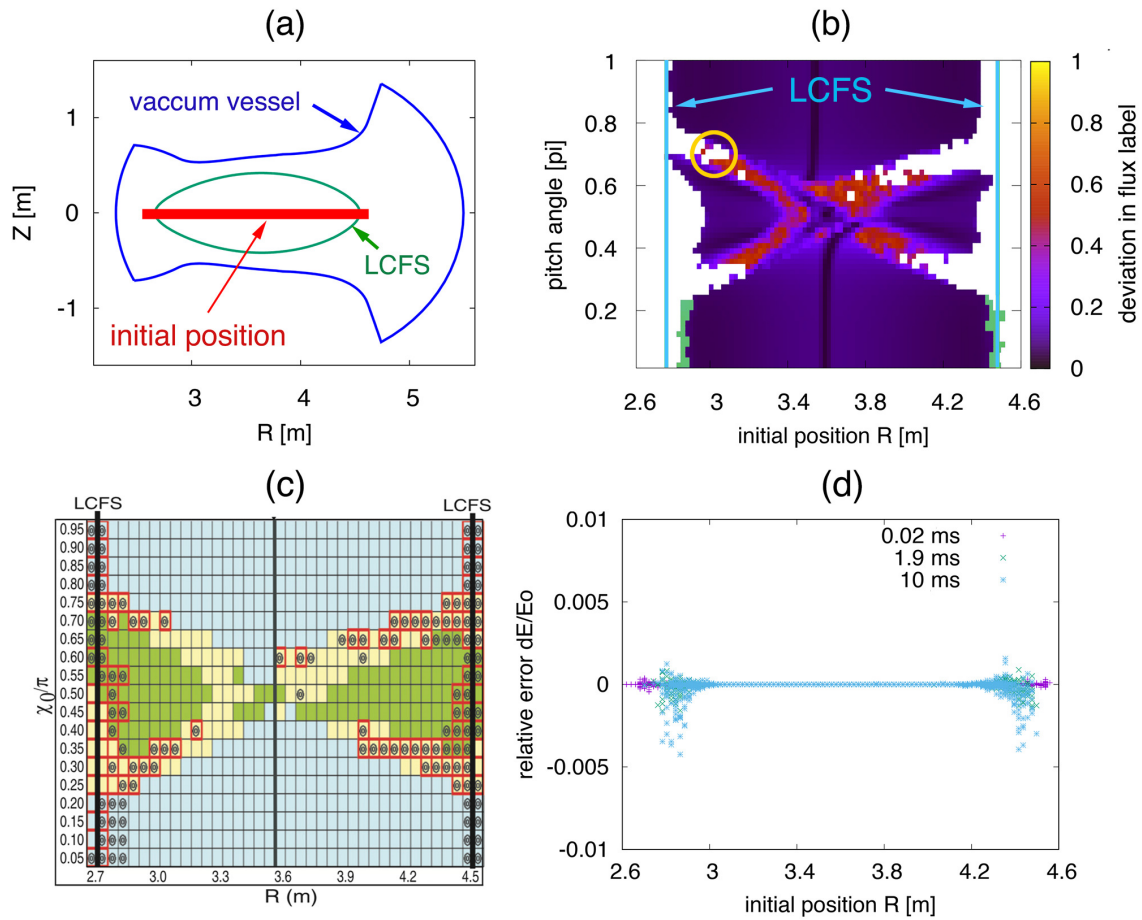 (a)
vaccum vessel
LCFS
initial position
1
0
-1
Z [m]
3
4
5
R [m]
(b)
LCFS
1
0.8
0.6
0.4
0.2
pitch angle [pi]
2.6
3
3.4
3.8
4.2
4.6
initial position R [m]
1
0.8
0.6
0.4
0.2
0
deviation in flux label
(c)
LCFS
LCFS
0.95
0.90
0.85
0.80
0.75
0.70
0.65
0.60
0.55
0.50
0.45
0.40
0.35
0.30
0.25
0.20
0.15
0.10
0.05
χ₀/π
2.7
3.0
3.3
3.6
3.9
4.2
4.5
R (m)
(d)
0.02 ms
1.9 ms
10 ms
0.01
0.005
0
-0.005
-0.01
relative error dE/Eo
2.6
3
3.4
3.8
4.2
4.6
initial position R [m]